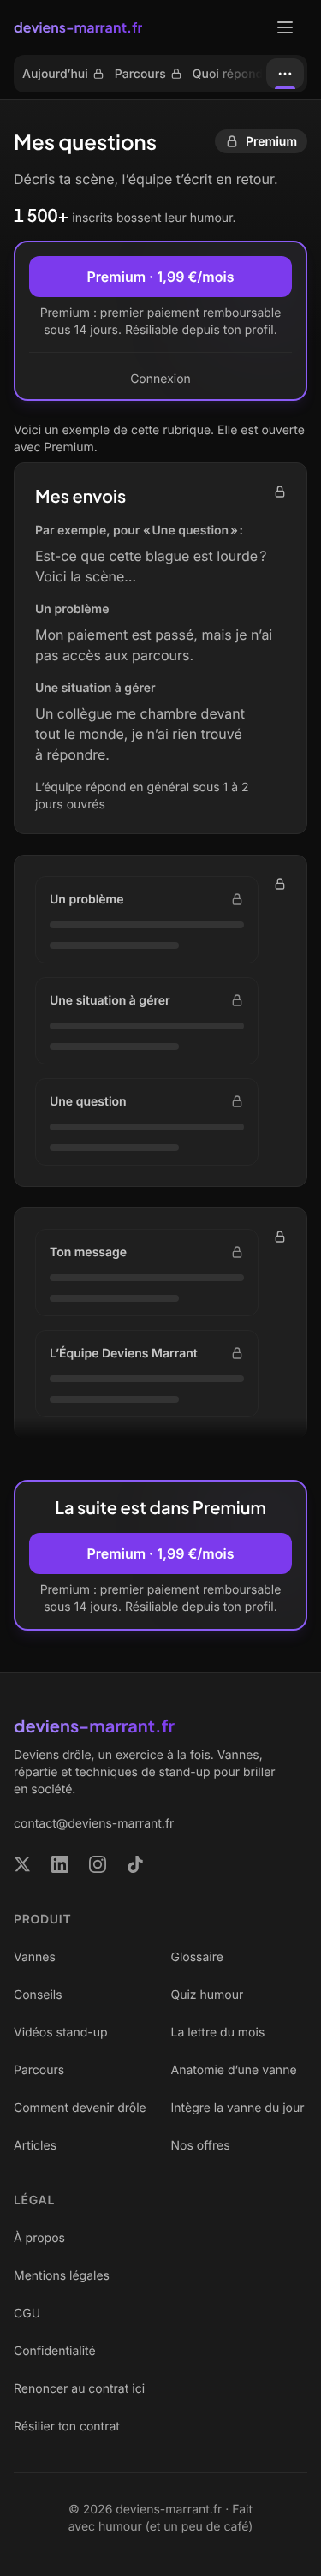 deviens-marrant.fr
Aujourd’hui Parcours Quoi répond
Mes questions
Premium
Décris ta scène, l’équipe t’écrit en retour.
1 500+ inscrits bossent leur humour.
Premium · 1,99 €/mois
Premium : premier paiement remboursable
sous 14 jours. Résiliable depuis ton profil.
Connexion
Voici un exemple de cette rubrique. Elle est ouverte
avec Premium.
Mes envois
Par exemple, pour « Une question » :
Est-ce que cette blague est lourde ?
Voici la scène…
Un problème
Mon paiement est passé, mais je n’ai
pas accès aux parcours.
Une situation à gérer
Un collègue me chambre devant
tout le monde, je n’ai rien trouvé
à répondre.
L’équipe répond en général sous 1 à 2
jours ouvrés
Un problème
Une situation à gérer
Une question
Ton message
L’Équipe Deviens Marrant
La suite est dans Premium
Premium · 1,99 €/mois
Premium : premier paiement remboursable
sous 14 jours. Résiliable depuis ton profil.
deviens-marrant.fr
Deviens drôle, un exercice à la fois. Vannes,
répartie et techniques de stand-up pour briller
en société.
contact@deviens-marrant.fr
PRODUIT
Vannes
Glossaire
Conseils
Quiz humour
Vidéos stand-up
La lettre du mois
Parcours
Anatomie d’une vanne
Comment devenir drôle
Intègre la vanne du jour
Articles
Nos offres
LÉGAL
À propos
Mentions légales
CGU
Confidentialité
Renoncer au contrat ici
Résilier ton contrat
© 2026 deviens-marrant.fr · Fait
avec humour (et un peu de café)